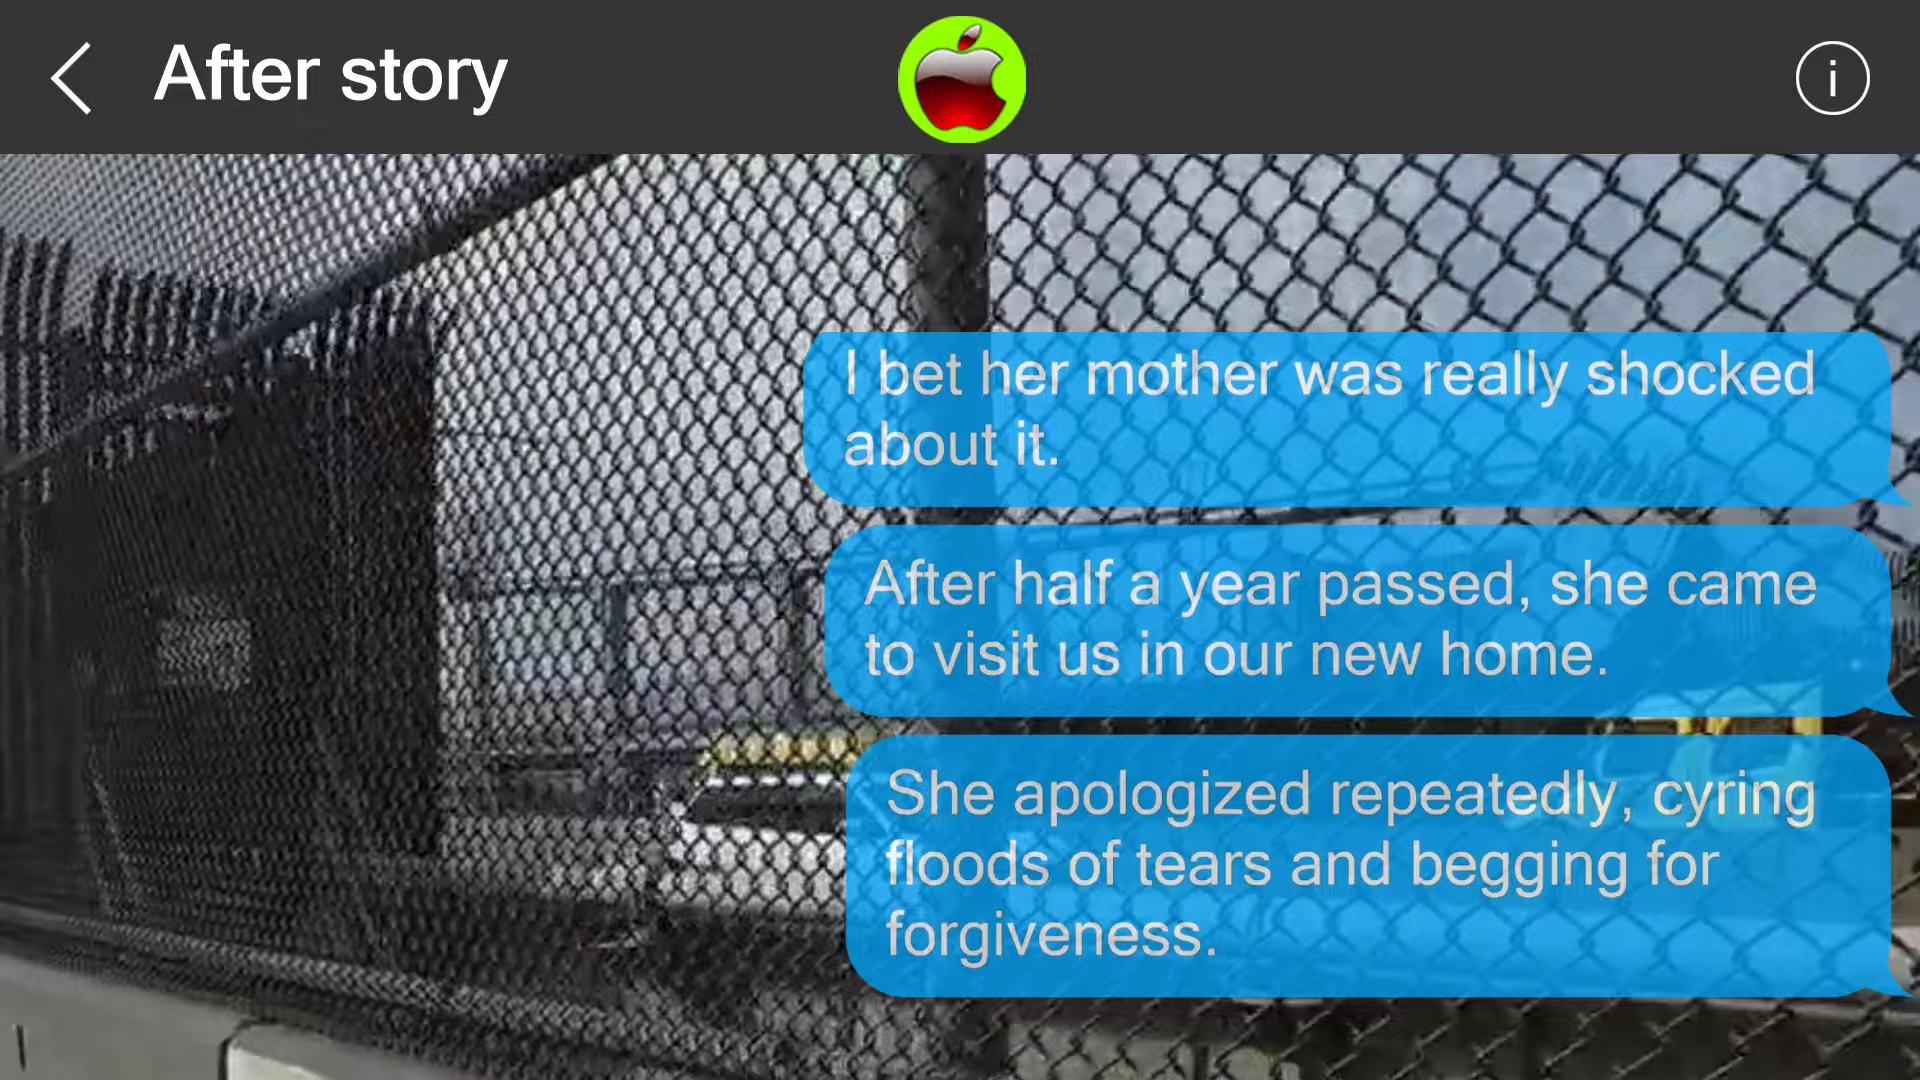 After story
i
I bet her mother was really shocked
about it.
After half a year passed, she came
to visit us in our new home.
She apologized repeatedly, cyring
floods of tears and begging for
forgiveness.